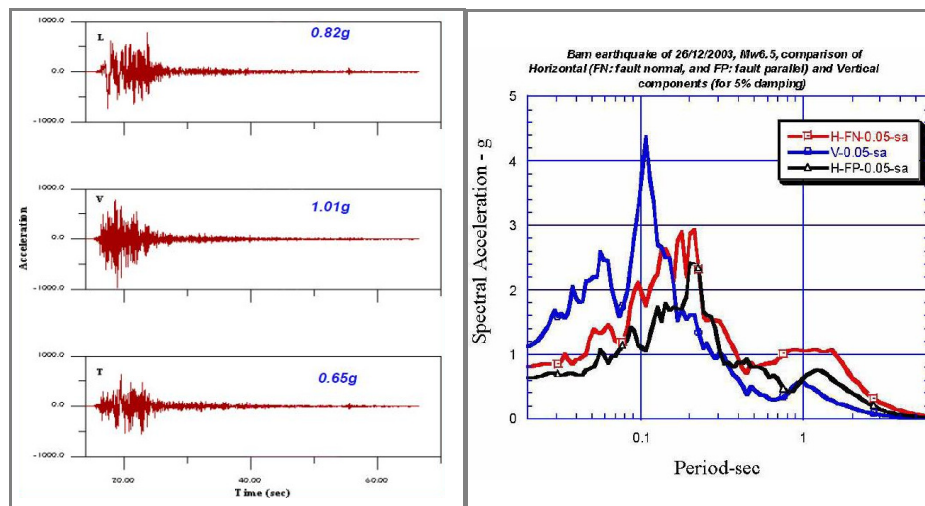 1000.0
L
0.82g
0.0
-1000.0
1000.0
V
1.01g
0.0
-1000.0
1000.0
T
0.65g
0.0
-1000.0
20.00 40.00 60.00
Time (sec)
Acceleration
Bam earthquake of 26/12/2003, Mw6.5, comparison of
Horizontal (FN: fault normal, and FP: fault parallel) and Vertical
components (for 5% damping)
5
4
3
2
1
0
H-FN-0.05-sa
V-0.05-sa
H-FP-0.05-sa
0.1 1
Period-sec
Spectral Acceleration - g